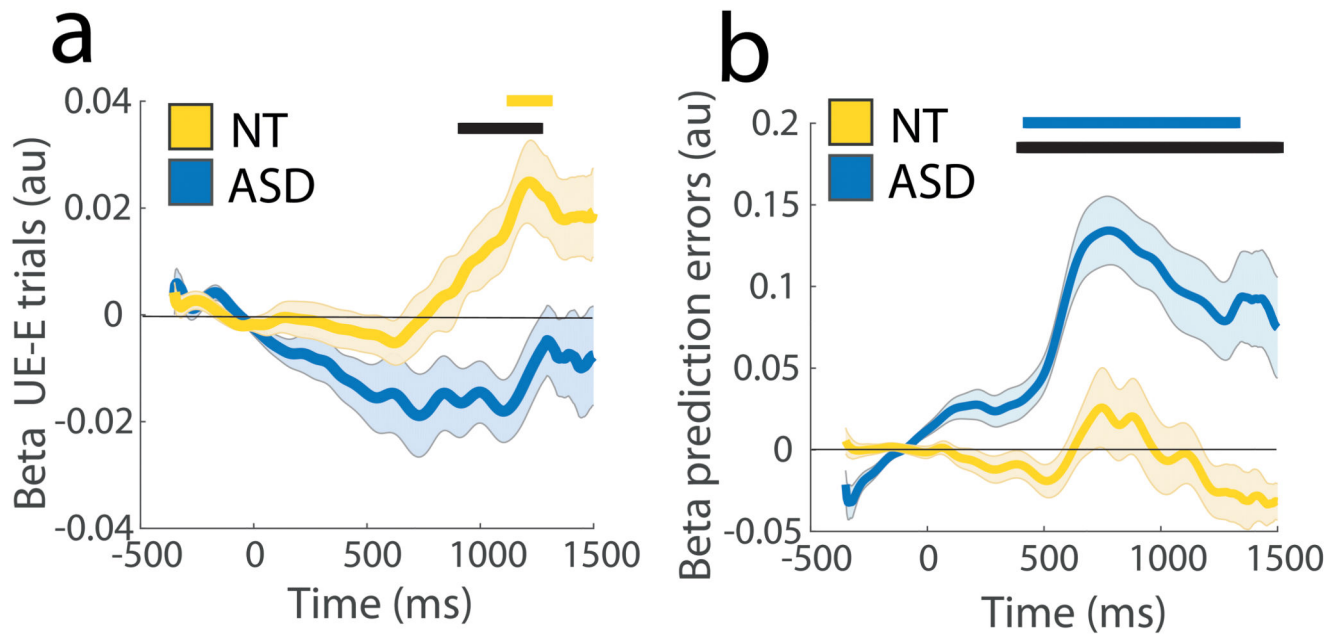 a
Beta UE-E trials (au)
0.04
0.02
0
-0.02
-0.04
NT
ASD
-500
0
500
1000
1500
Time (ms)
b
Beta prediction errors (au)
0.2
0.15
0.1
0.05
0
-0.05
NT
ASD
-500
0
500
1000
1500
Time (ms)